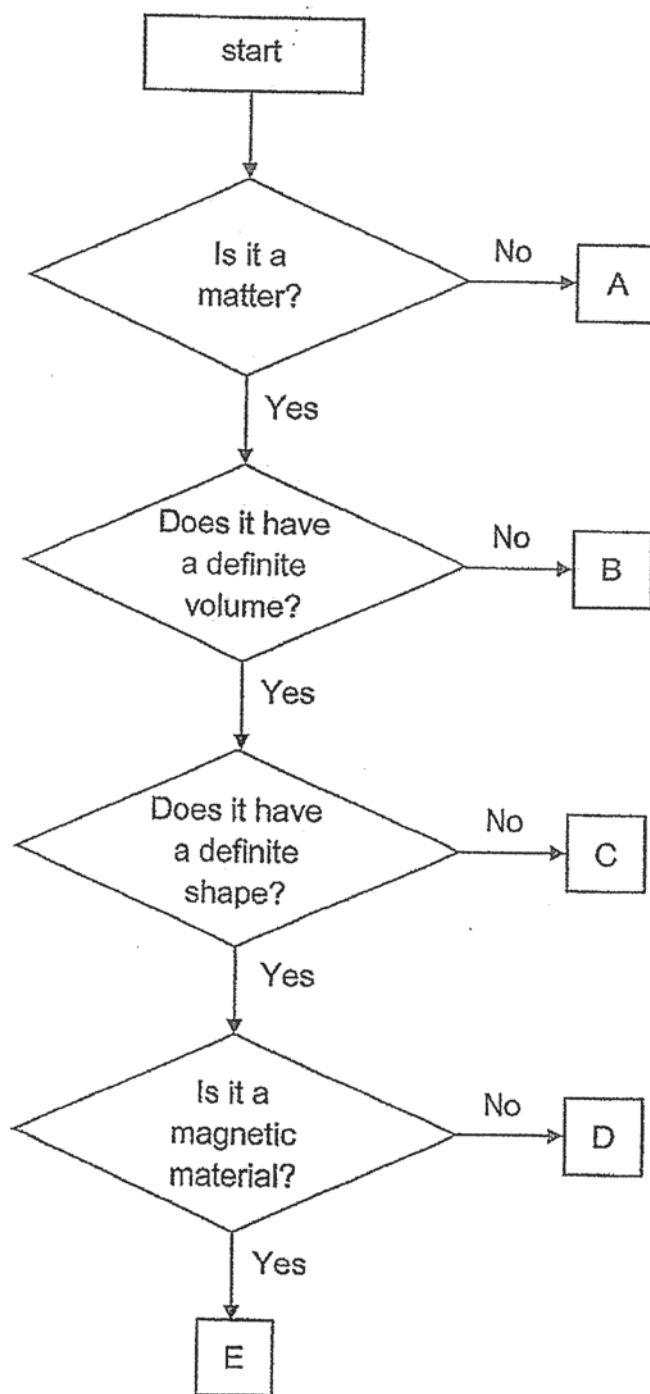 start
Is it a
matter?
No
A
Yes
Does it have
a definite
volume?
No
B
Yes
Does it have
a definite
shape?
No
C
Yes
Is it a
magnetic
material?
No
D
Yes
E